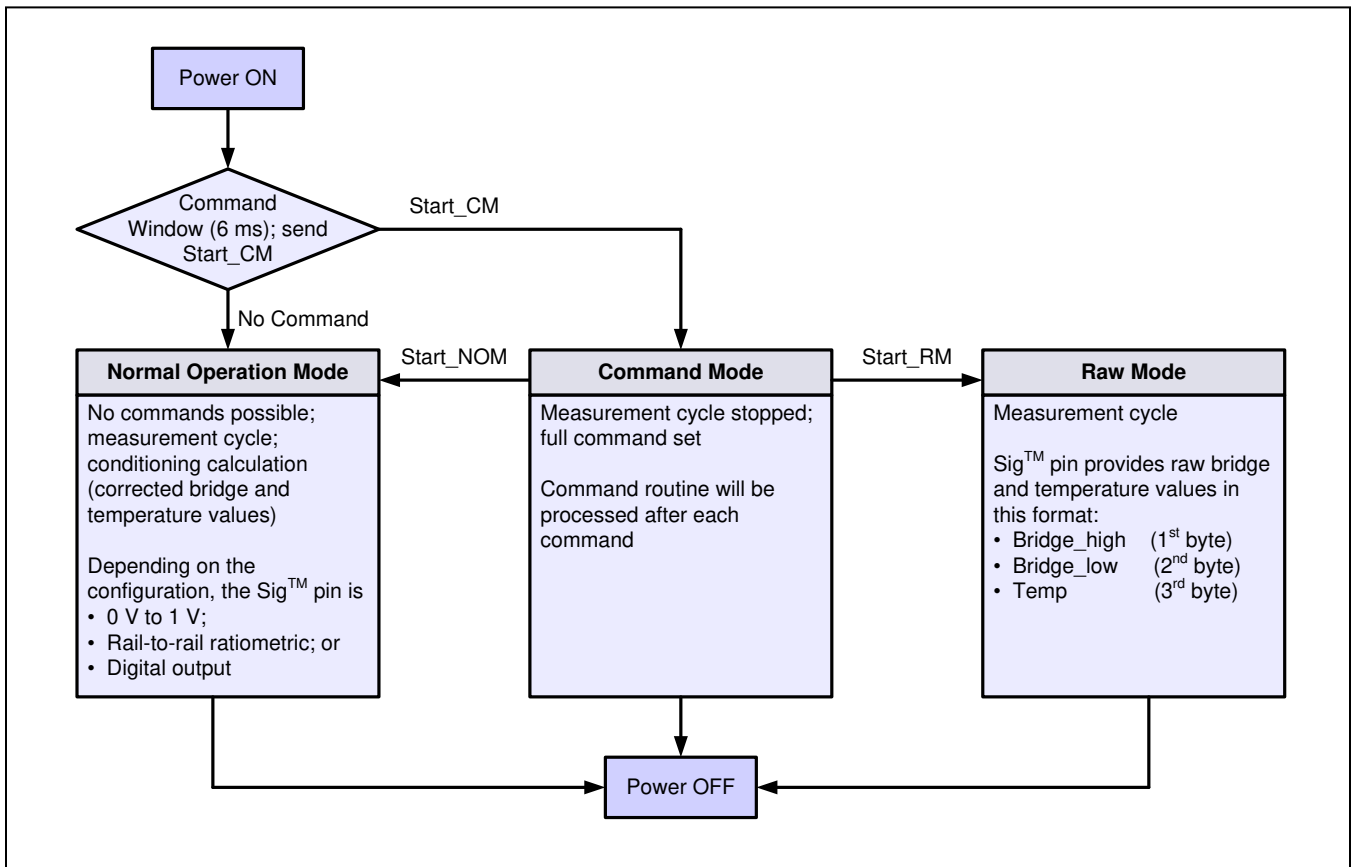 Power ON
Command
Window (6 ms); send
Start_CM
Start_CM
No Command
Normal Operation Mode
No commands possible;
measurement cycle;
conditioning calculation
(corrected bridge and
temperature values)
Depending on the
configuration, the Sig™ pin is
• 0 V to 1 V;
• Rail-to-rail ratiometric; or
• Digital output
Start_NOM
Command Mode
Measurement cycle stopped;
full command set
Command routine will be
processed after each
command
Start_RM
Raw Mode
Measurement cycle
Sig™ pin provides raw bridge
and temperature values in
this format:
• Bridge_high (1st byte)
• Bridge_low (2nd byte)
• Temp (3rd byte)
Power OFF